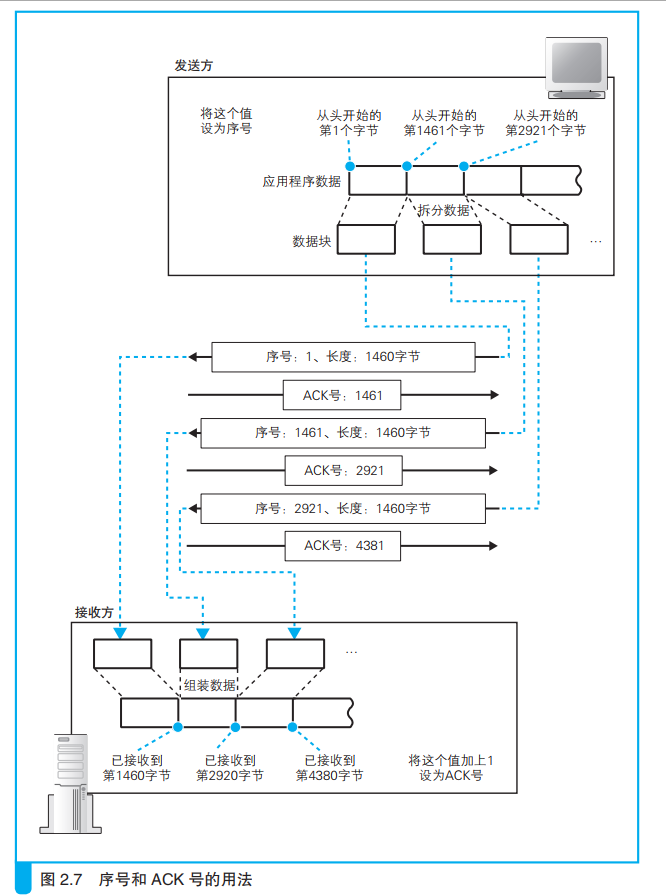 发送方
将这个值
设为序号
从头开始的
第1个字节
从头开始的
第1461个字节
从头开始的
第2921个字节
应用程序数据
拆分数据
数据块
…
序号：1、长度：1460字节
ACK号：1461
序号：1461、长度：1460字节
ACK号：2921
序号：2921、长度：1460字节
ACK号：4381
接收方
…
组装数据
已接收到
第1460字节
已接收到
第2920字节
已接收到
第4380字节
将这个值加上1
设为ACK号
图 2.7 序号和 ACK 号的用法